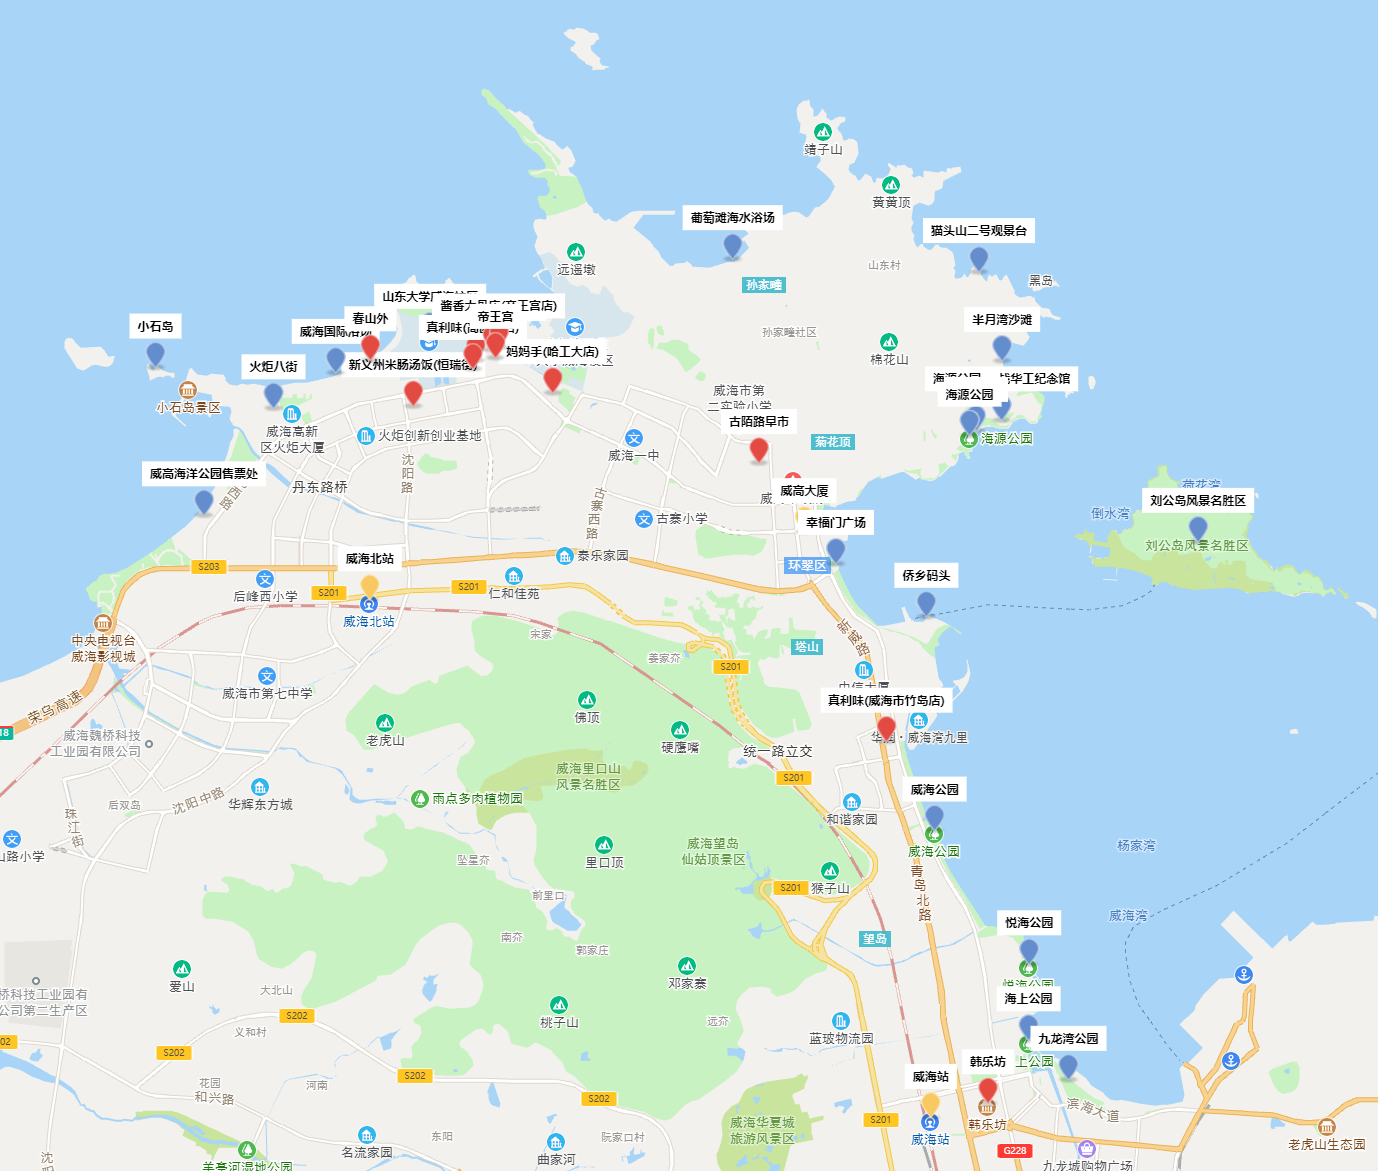 靖子山
黄黄顶
葡萄滩海水浴场
猫头山二号观景台
山东村
远遥墩
黑岛
孙家疃
小石岛
酱香大
春山外
帝王宫
真利味
半月湾沙滩
孙家疃社区
威海国际
妈妈手(哈工大店)
棉花山
火炬八街
新义州米肠汤饭(恒瑞街)
华工纪念馆
海源公园
小石岛景区
威海市第
二实验小学
古陌路早市
威海高新
区火炬大厦
火炬创新创业基地
菊花顶
海源公园
威海一中
沈阳路
威高海洋公园售票处
丹东路桥
西路
威高大厦
荷花湾
刘公岛风景名胜区
倒水湾
古寨西路
古寨小学
幸福门广场
刘公岛风景名胜区
威海北站
泰乐家园
S203
环翠区
侨乡码头
后峰西小学
S201
S201
仁和佳苑
威海北站
中央电视台
威海影视城
宋家
新威路
塔山
姜家夼
S201
威海市第七中学
中信大厦
真利味(威海市竹岛店)
荣乌高速
佛顶
老虎山
硬鹰嘴
华润·威海湾九里
18
威海魏桥科技
工业园有限公司
统一路立交
威海里口山
风景名胜区
S201
华辉东方城
沈阳中路
后双岛
雨点多肉植物园
威海公园
珠江街
和谐家园
山路小学
威海望岛
仙姑顶景区
威海公园
杨家湾
坠星夼
里口顶
猴子山
S201
青岛北路
前里口
威海湾
悦海公园
南夼
郭家庄
望岛
爱山
邓家寨
悦海公园
桥科技工业园有
公司第二生产区
大北山
海上公园
桃子山
远夼
S202
义和村
蓝玻物流园
九龙湾公园
02
S202
韩乐坊
上公园
S202
威海站
花园
和兴路
河南
S202
滨海大道
S201
威海华夏城
旅游风景区
韩乐坊
威海站
东阳
阮家口村
老虎山生态园
G228
名流家园
曲家河
沈阳
羊亭河湿地公园
九龙城购物广场